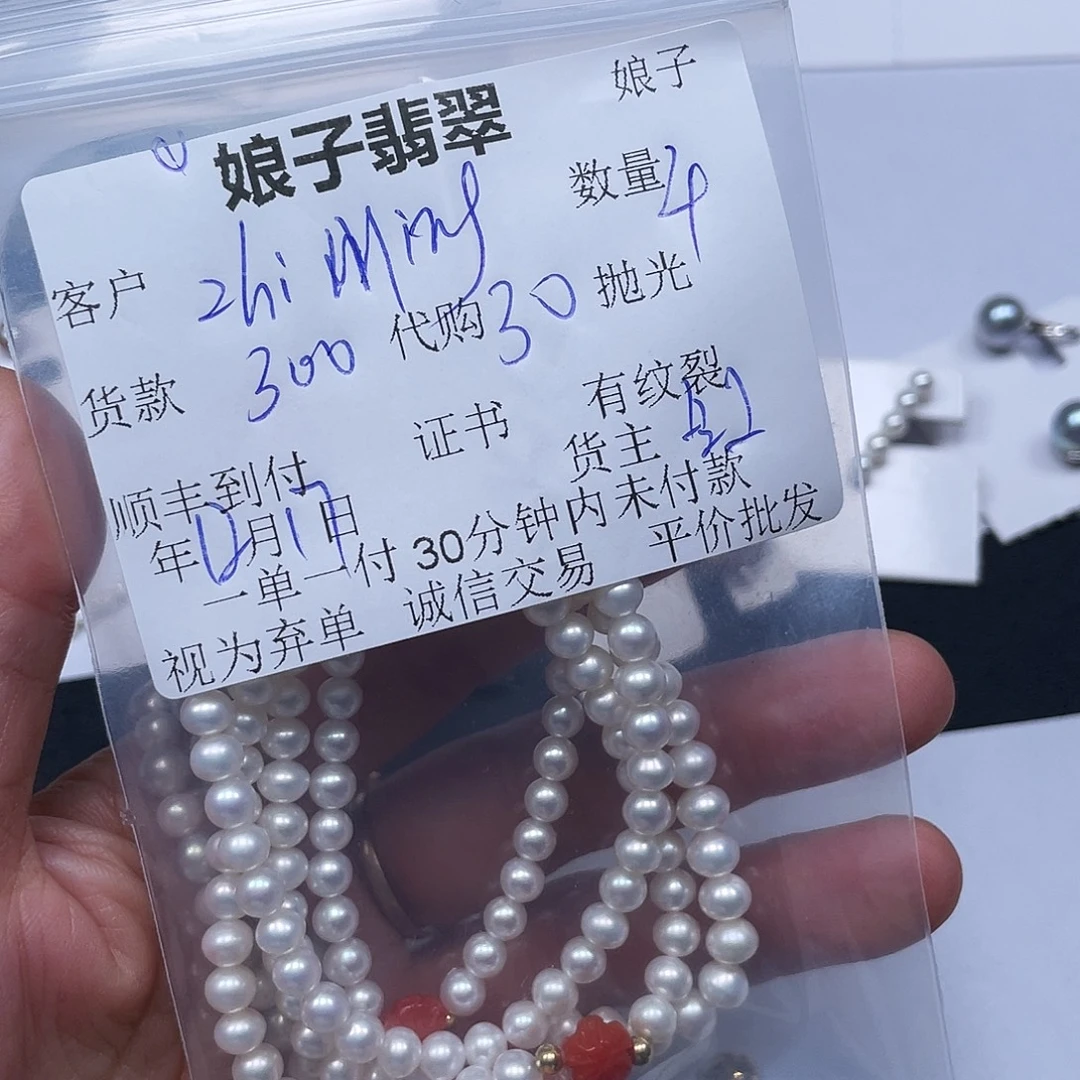 娘子
娘子翡翠
数量 4
客户 zhi Ming
货款 300 代购 30 抛光
有纹裂
证书 货主
顺丰到付
年 12 月 17 日
一单一付 30分钟内未付款
视为弃单 诚信交易 平价批发